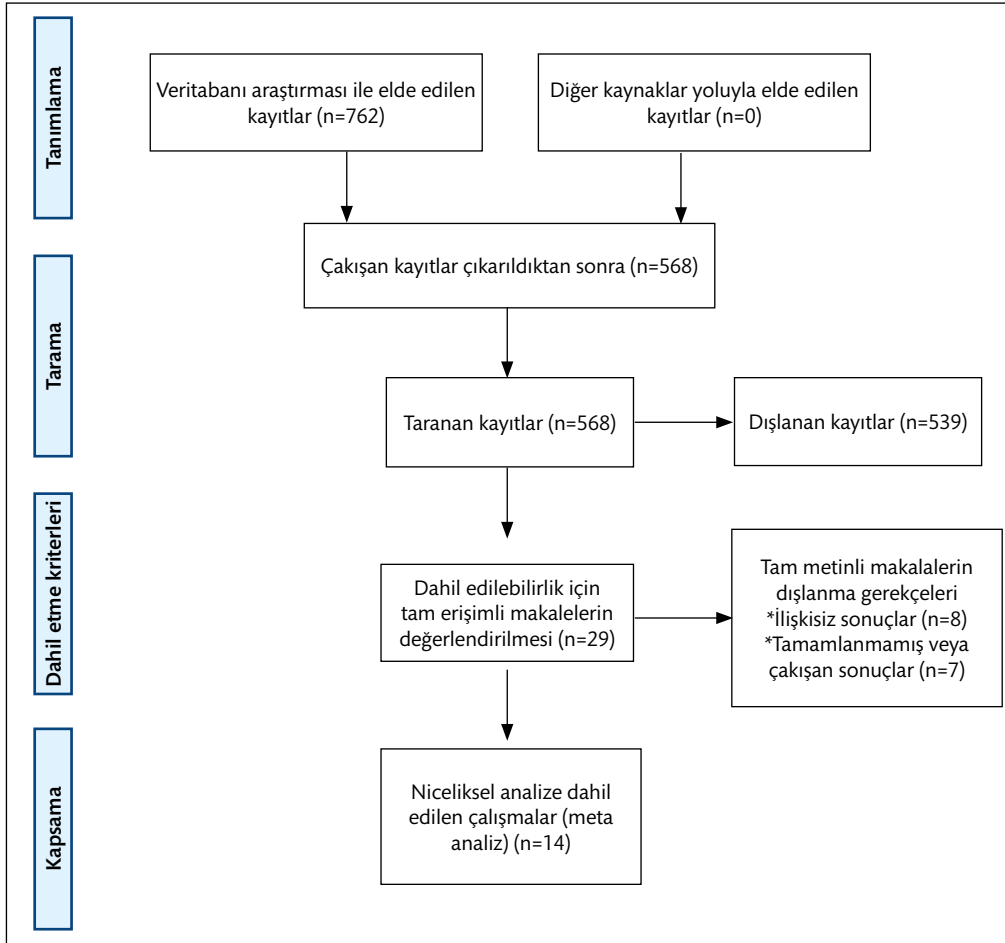 Tanımlama
Veritabanı araştırması ile elde edilen
kayıtlar (n=762)
Diğer kaynaklar yoluyla elde edilen
kayıtlar (n=0)
Çakışan kayıtlar çıkarıldıktan sonra (n=568)
Tarama
Taranan kayıtlar (n=568)
Dışlanan kayıtlar (n=539)
Dahil etme kriterleri
Dahil edilebilirlik için
tam erişimli makalelerin
değerlendirilmesi (n=29)
Tam metinli makalalerin
dışlanma gerekçeleri
*İlişkisiz sonuçlar (n=8)
*Tamamlanmamış veya
çakışan sonuçlar (n=7)
Kapsama
Niceliksel analize dahil
edilen çalışmalar (meta
analiz) (n=14)